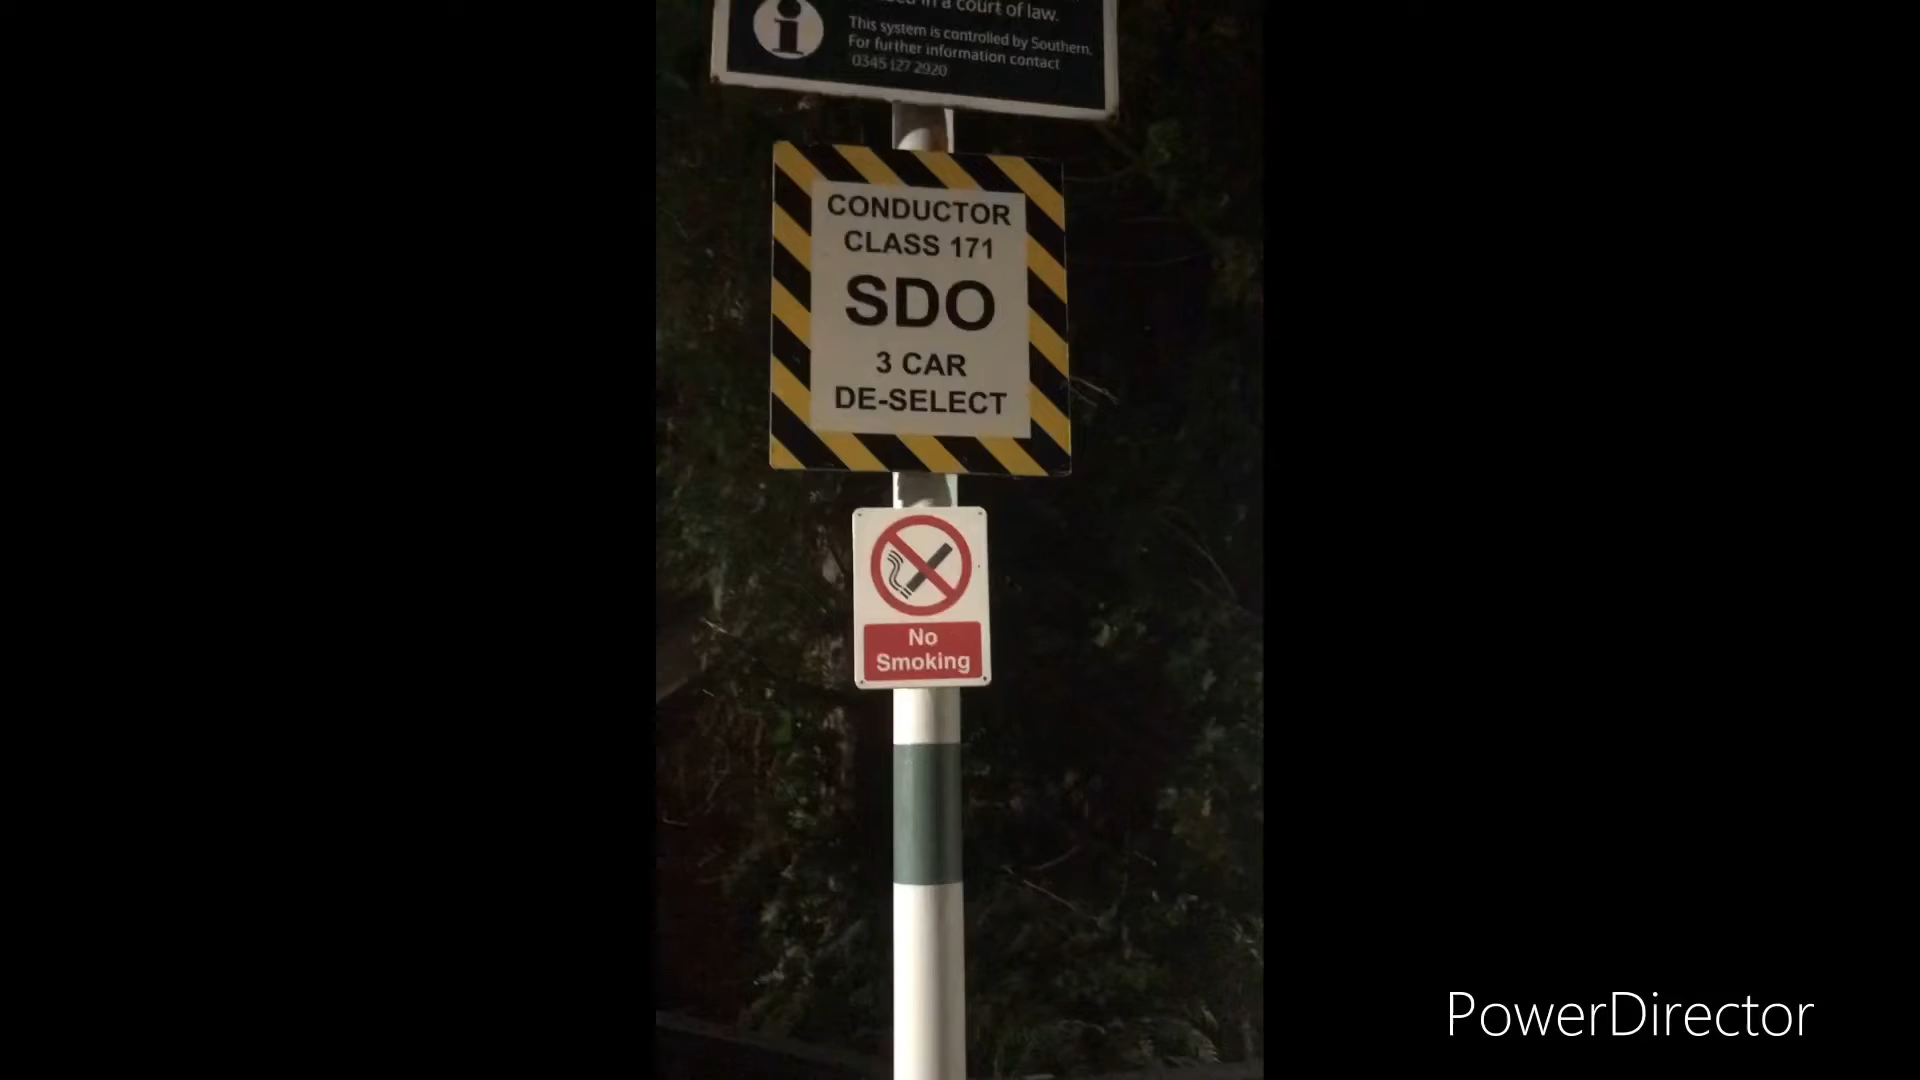 in a court of law.
This system is controlled by Southern.
For further information contact
0345 127 2920
CONDUCTOR
CLASS 171
SDO
3 CAR
DE-SELECT
No
Smoking
PowerDirector